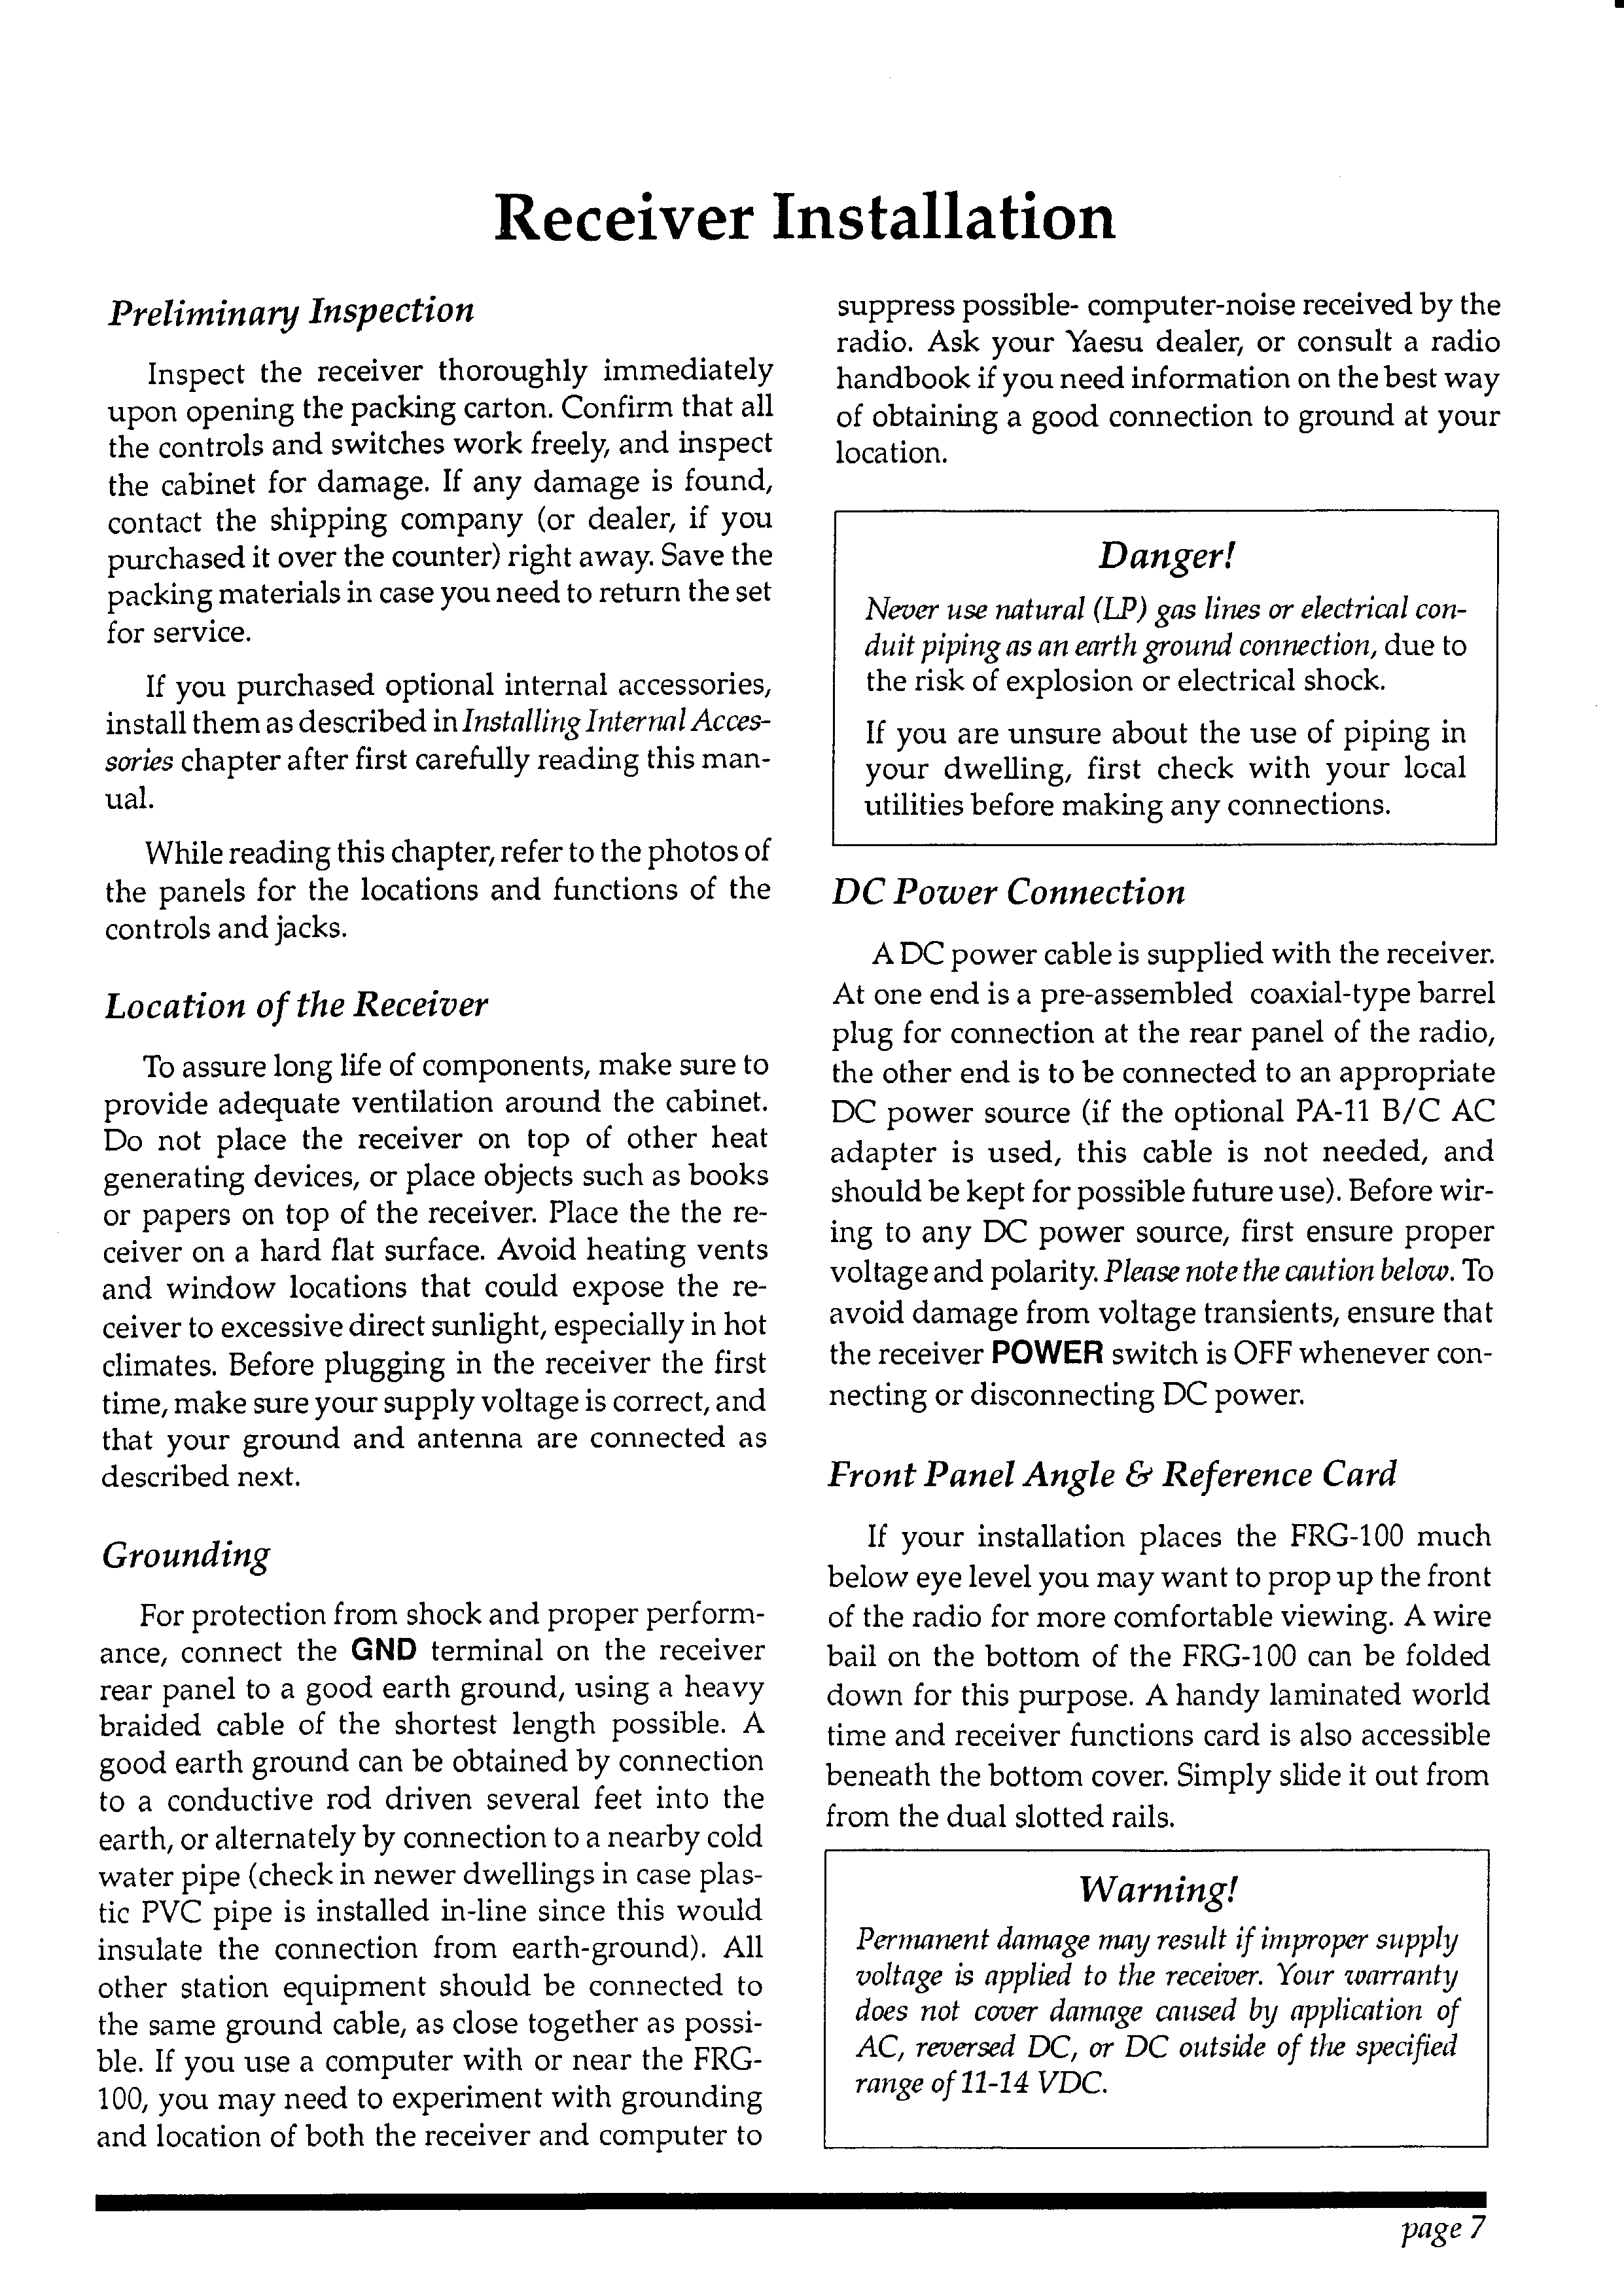 Receiver Installation
Preliminary Inspection
Inspect the receiver thoroughly immediately
upon opening the packing carton. Confirm that all
the controls and switches work freely, and inspect
the cabinet for damage. If any damage is found,
contact the shipping company (or dealer, if you
purchased it over the counter) right away. Save the
packing materials in case you need to return the set
for service.
If you purchased optional internal accessories,
install them as described in Installing Internal Acces-
sories chapter after first carefully reading this man-
ual.
While reading this chapter, refer to the photos of
the panels for the locations and functions of the
controls and jacks.
Location of the Receiver
To assure long life of components, make sure to
provide adequate ventilation around the cabinet.
Do not place the receiver on top of other heat
generating devices, or place objects such as books
or papers on top of the receiver. Place the the re-
ceiver on a hard flat surface. Avoid heating vents
and window locations that could expose the re-
ceiver to excessive direct sunlight, especially in hot
climates. Before plugging in the receiver the first
time, make sure your supply voltage is correct, and
that your ground and antenna are connected as
described next.
Grounding
For protection from shock and proper perform-
ance, connect the GND terminal on the receiver
rear panel to a good earth ground, using a heavy
braided cable of the shortest length possible. A
good earth ground can be obtained by connection
to a conductive rod driven several feet into the
earth, or alternately by connection to a nearby cold
water pipe (check in newer dwellings in case plas-
tic PVC pipe is installed in-line since this would
insulate the connection from earth-ground). All
other station equipment should be connected to
the same ground cable, as close together as possi-
ble. If you use a computer with or near the FRG-
100, you may need to experiment with grounding
and location of both the receiver and computer to
suppress possible- computer-noise received by the
radio. Ask your Yaesu dealer, or consult a radio
handbook if you need information on the best way
of obtaining a good connection to ground at your
location.
Danger!
Never use natural (LP) gas lines or electrical con-
duit piping as an earth ground connection, due to
the risk of explosion or electrical shock.
If you are unsure about the use of piping in
your dwelling, first check with your local
utilities before making any connections.
DC Power Connection
A DC power cable is supplied with the receiver.
At one end is a pre-assembled coaxial-type barrel
plug for connection at the rear panel of the radio,
the other end is to be connected to an appropriate
DC power source (if the optional PA-11 B/C AC
adapter is used, this cable is not needed, and
should be kept for possible future use). Before wir-
ing to any DC power source, first ensure proper
voltage and polarity. Please note the caution below. To
avoid damage from voltage transients, ensure that
the receiver POWER switch is OFF whenever con-
necting or disconnecting DC power.
Front Panel Angle & Reference Card
If your installation places the FRG-100 much
below eye level you may want to prop up the front
of the radio for more comfortable viewing. A wire
bail on the bottom of the FRG-100 can be folded
down for this purpose. A handy laminated world
time and receiver functions card is also accessible
beneath the bottom cover. Simply slide it out from
from the dual slotted rails.
Warning!
Permanent damage may result if improper supply
voltage is applied to the receiver. Your warranty
does not cover damage caused by application of
AC, reversed DC, or DC outside of the specified
range of 11-14 VDC.
page 7